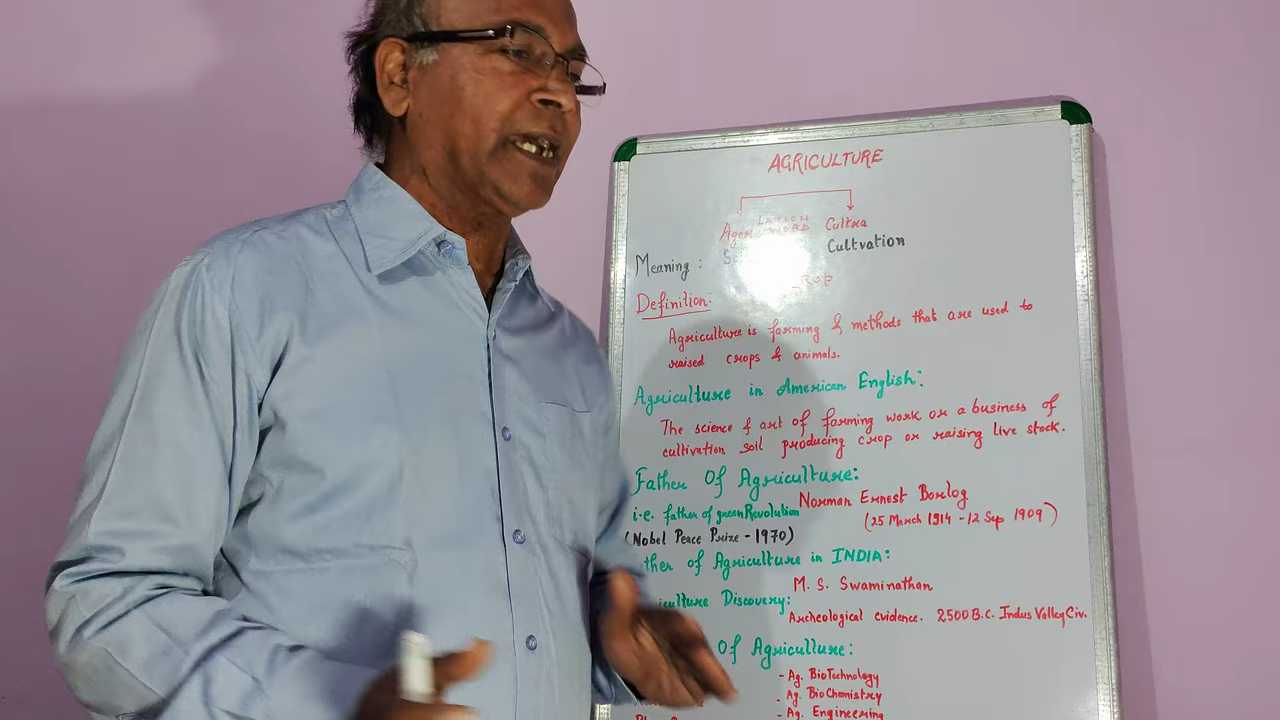 AGRICULTURE
Ager LATION WORD Cultra
Meaning: Cultvation
Definition:
Agriculture is farming & methods that are used to
raised crops & animals.
Agriculture in American English:
The science & art of farming work or a business of
cultivation soil producing crop or raising live stock.
Father Of Agriculture:
Norman Ernest Borlog
i.e. father of green Revolution
(25 March 1914 - 12 Sep 1909)
(Nobel Peace Prize - 1970)
ther of Agriculture in INDIA:
M. S. Swaminathan
culture Discovery:
Archeological evidence. 2500 B.C. Indus Valley Civ.
Of Agriculture:
- Ag. BioTechnology
- Ag. BioChemistry
- Ag. Engineering